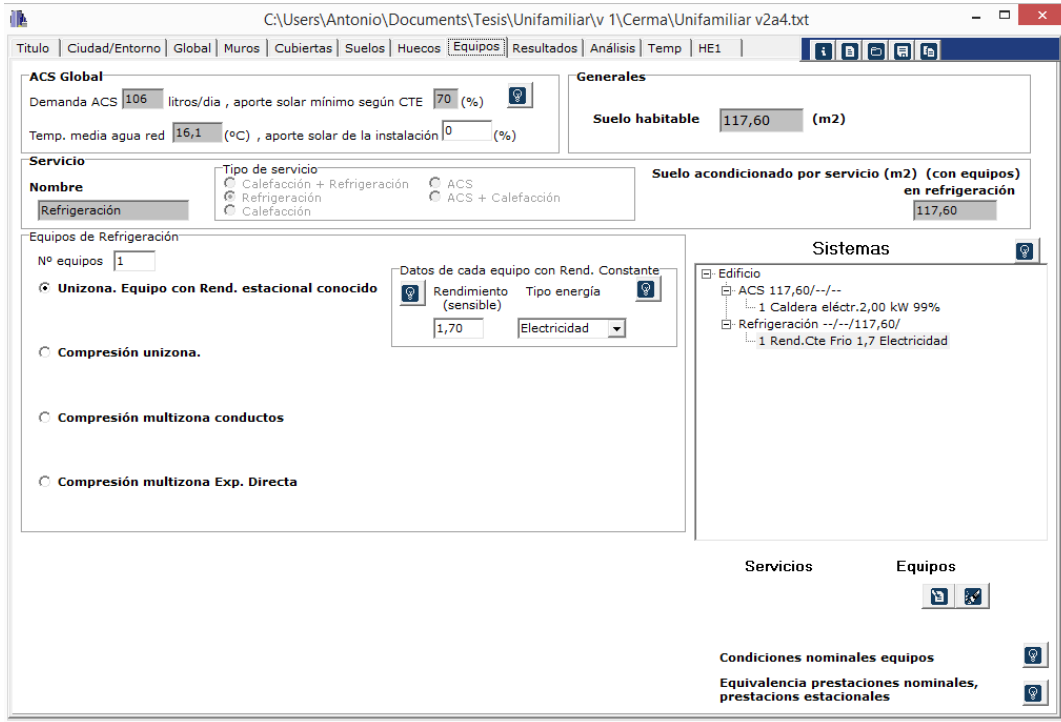 C:\Users\Antonio\Documents\Tesis\Unifamiliar\v 1\Cerma\Unifamiliar v2a4.txt
Titulo Ciudad/Entorno Global Muros Cubiertas Suelos Huecos Equipos Resultados Análisis Temp HE1
ACS Global
Demanda ACS 106 litros/dia , aporte solar mínimo según CTE 70 (%)
Temp. media agua red 16,1 (ºC) , aporte solar de la instalación 0 (%)
Generales
Suelo habitable 117,60 (m2)
Servicio
Nombre
Refrigeración
Tipo de servicio
Calefacción + Refrigeración ACS
Refrigeración ACS + Calefacción
Calefacción
Suelo acondicionado por servicio (m2) (con equipos)
en refrigeración
117,60
Equipos de Refrigeración
Nº equipos 1
Unizona. Equipo con Rend. estacional conocido
Datos de cada equipo con Rend. Constante
Rendimiento Tipo energía
(sensible)
1,70 Electricidad
Compresión unizona.
Compresión multizona conductos
Compresión multizona Exp. Directa
Sistemas
Edificio
ACS 117,60/--/--
1 Caldera eléctr.2,00 kW 99%
Refrigeración --/--/117,60/
1 Rend.Cte Frio 1,7 Electricidad
Servicios Equipos
Condiciones nominales equipos
Equivalencia prestaciones nominales,
prestacions estacionales